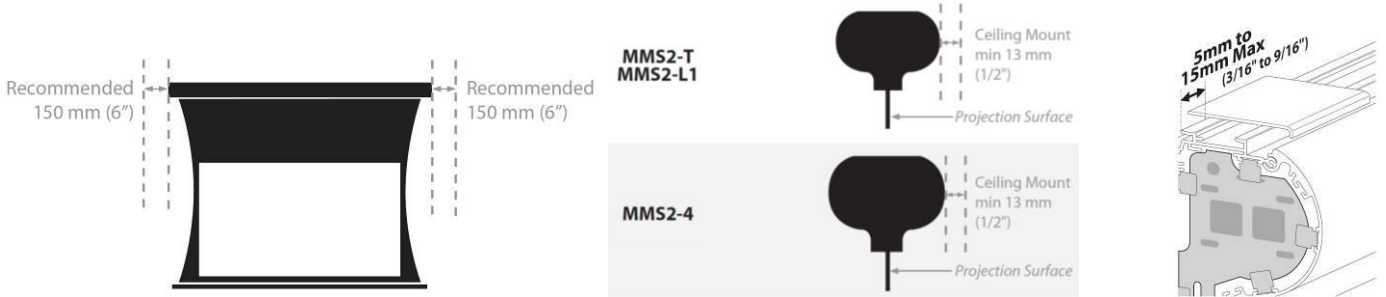 Recommended
150 mm (6”)
Recommended
150 mm (6”)
MMS2-T
MMS2-L1
Ceiling Mount
min 13 mm
(1/2”)
Projection Surface
MMS2-4
Ceiling Mount
min 13 mm
(1/2”)
Projection Surface
5mm to
15mm Max
(3/16" to 9/16")